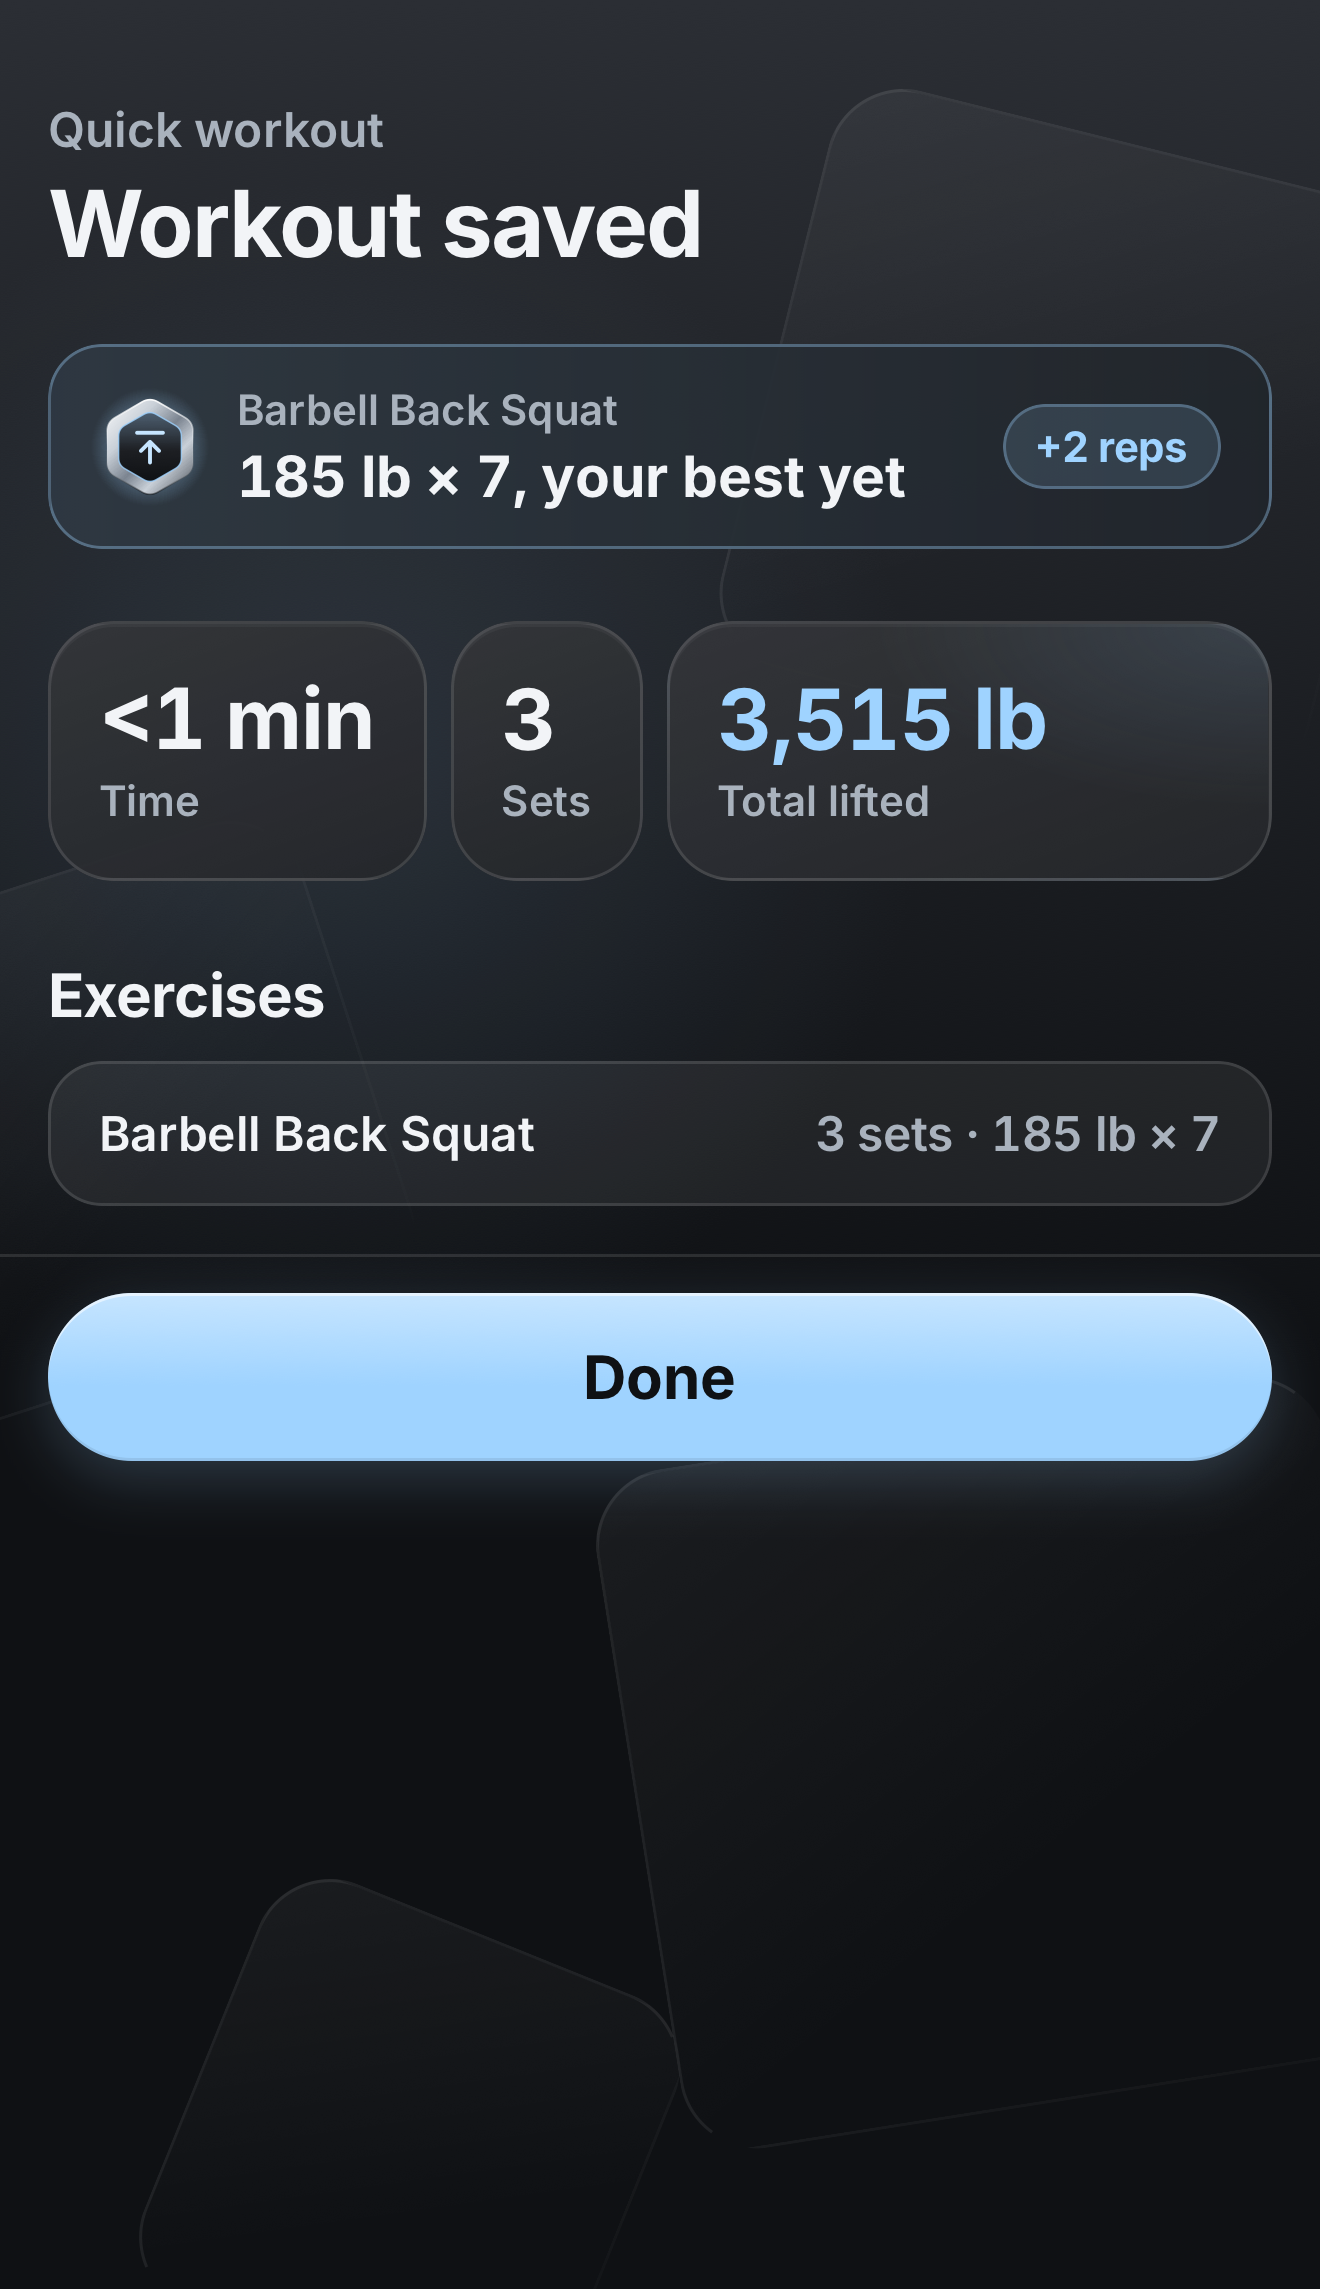 Quick workout
Workout saved
Barbell Back Squat
185 lb × 7, your best yet
+2 reps
<1 min
Time
3
Sets
3,515 lb
Total lifted
Exercises
Barbell Back Squat
3 sets · 185 lb × 7
Done